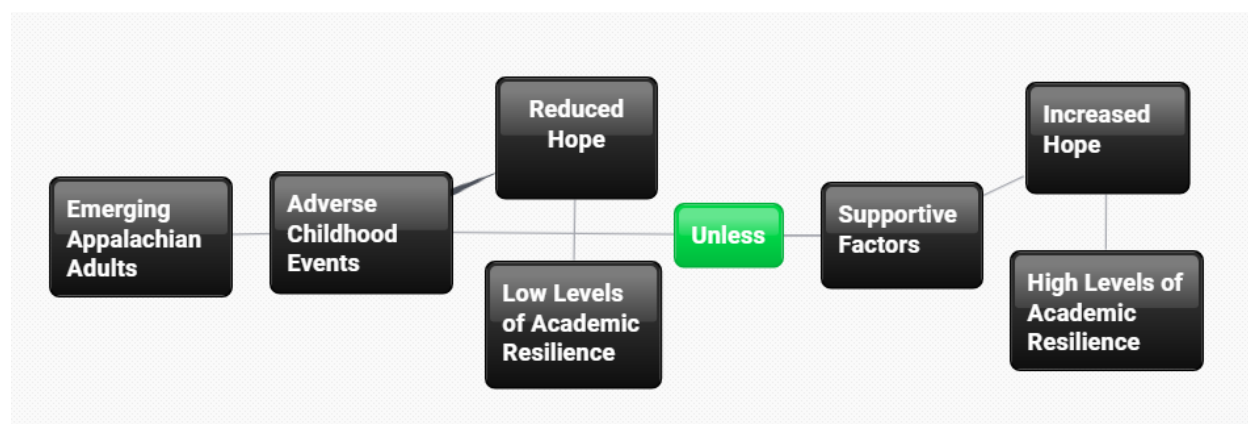 Emerging
Appalachian
Adults
Adverse
Childhood
Events
Reduced
Hope
Low Levels
of Academic
Resilience
Unless
Supportive
Factors
Increased
Hope
High Levels of
Academic
Resilience